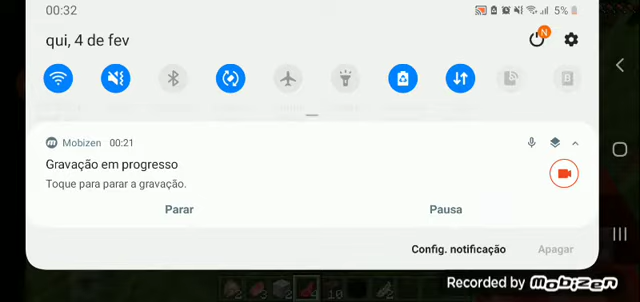 00:32
5%
qui, 4 de fev
N
Mobizen 00:21
Gravação em progresso
Toque para parar a gravação.
Parar
Pausa
Config. notificação
Apagar
10
Recorded by Mobizen